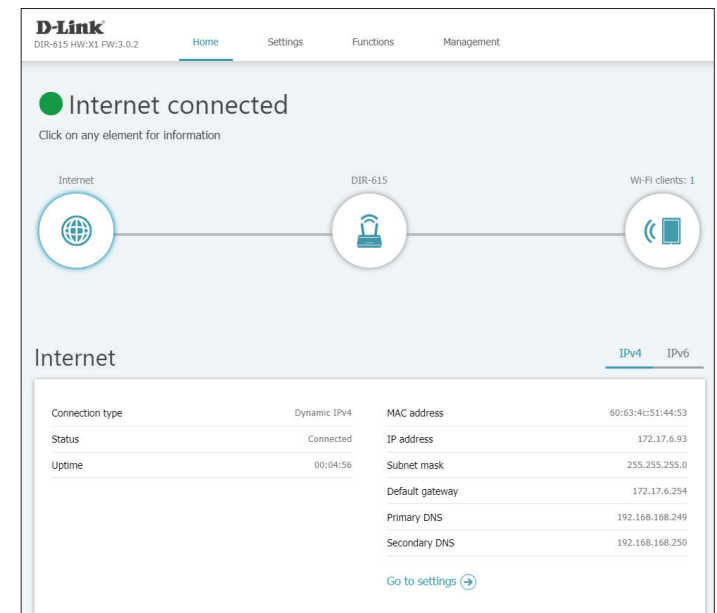 D-Link
DIR-615 HW:X1 FW:3.0.2
Home Settings Functions Management
Internet connected
Click on any element for information
Internet DIR-615 Wi-Fi clients: 1
Internet
IPv4 IPv6
Connection type Dynamic IPv4
Status Connected
Uptime 00:04:56
MAC address 60:63:4c:51:44:53
IP address 172.17.6.93
Subnet mask 255.255.255.0
Default gateway 172.17.6.254
Primary DNS 192.168.168.249
Secondary DNS 192.168.168.250
Go to settings